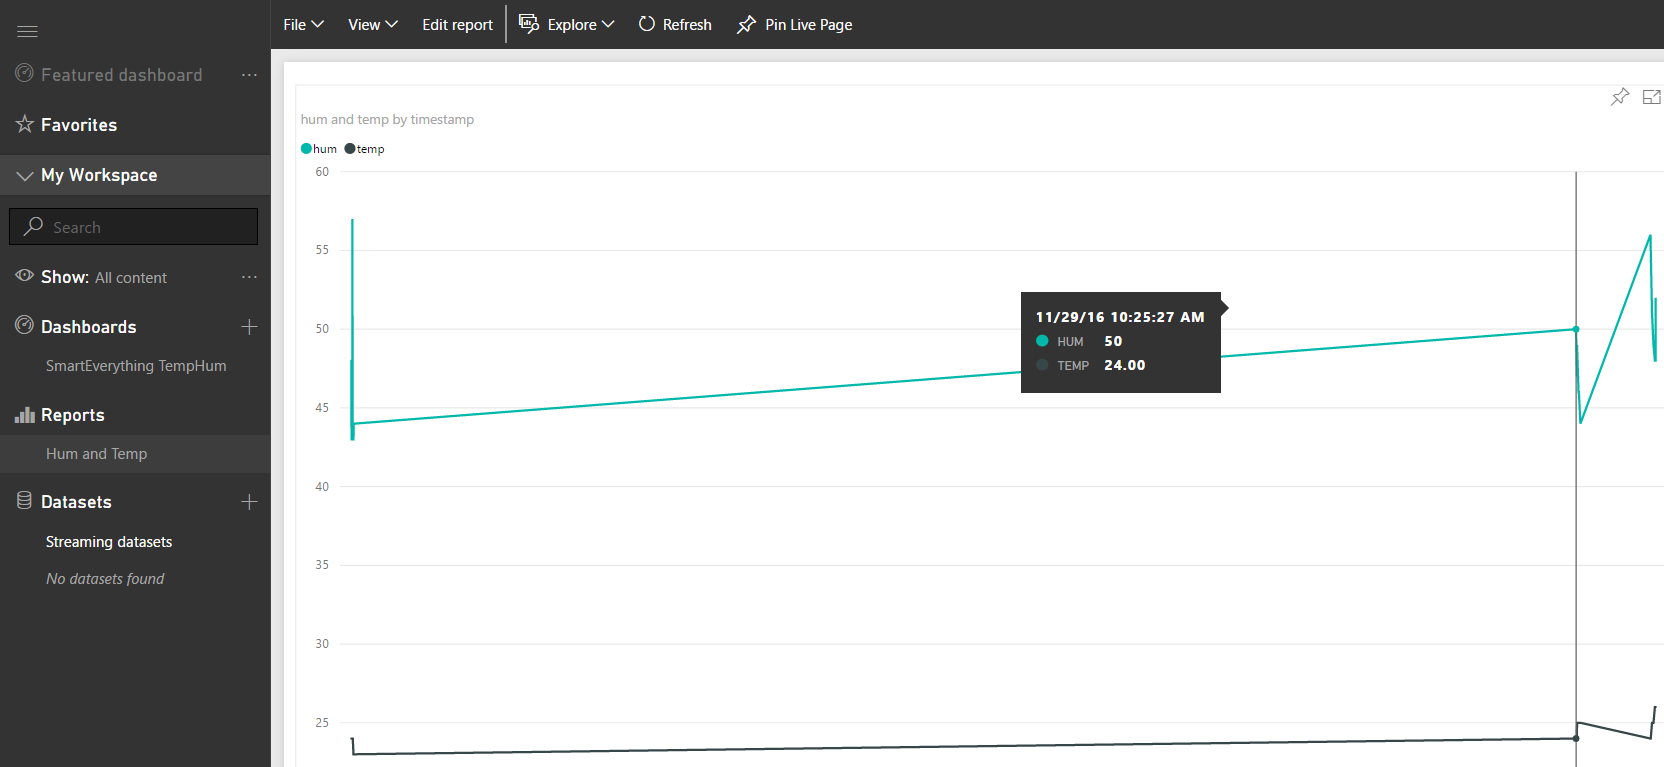 File View Edit report Explore Refresh Pin Live Page
Featured dashboard ...
Favorites
My Workspace
Search
Show: All content ...
Dashboards +
SmartEverything TempHum
Reports
Hum and Temp
Datasets +
Streaming datasets
No datasets found
hum and temp by timestamp
hum temp
60
55
50
45
40
35
30
25
11/29/16 10:25:27 AM
HUM 50
TEMP 24.00